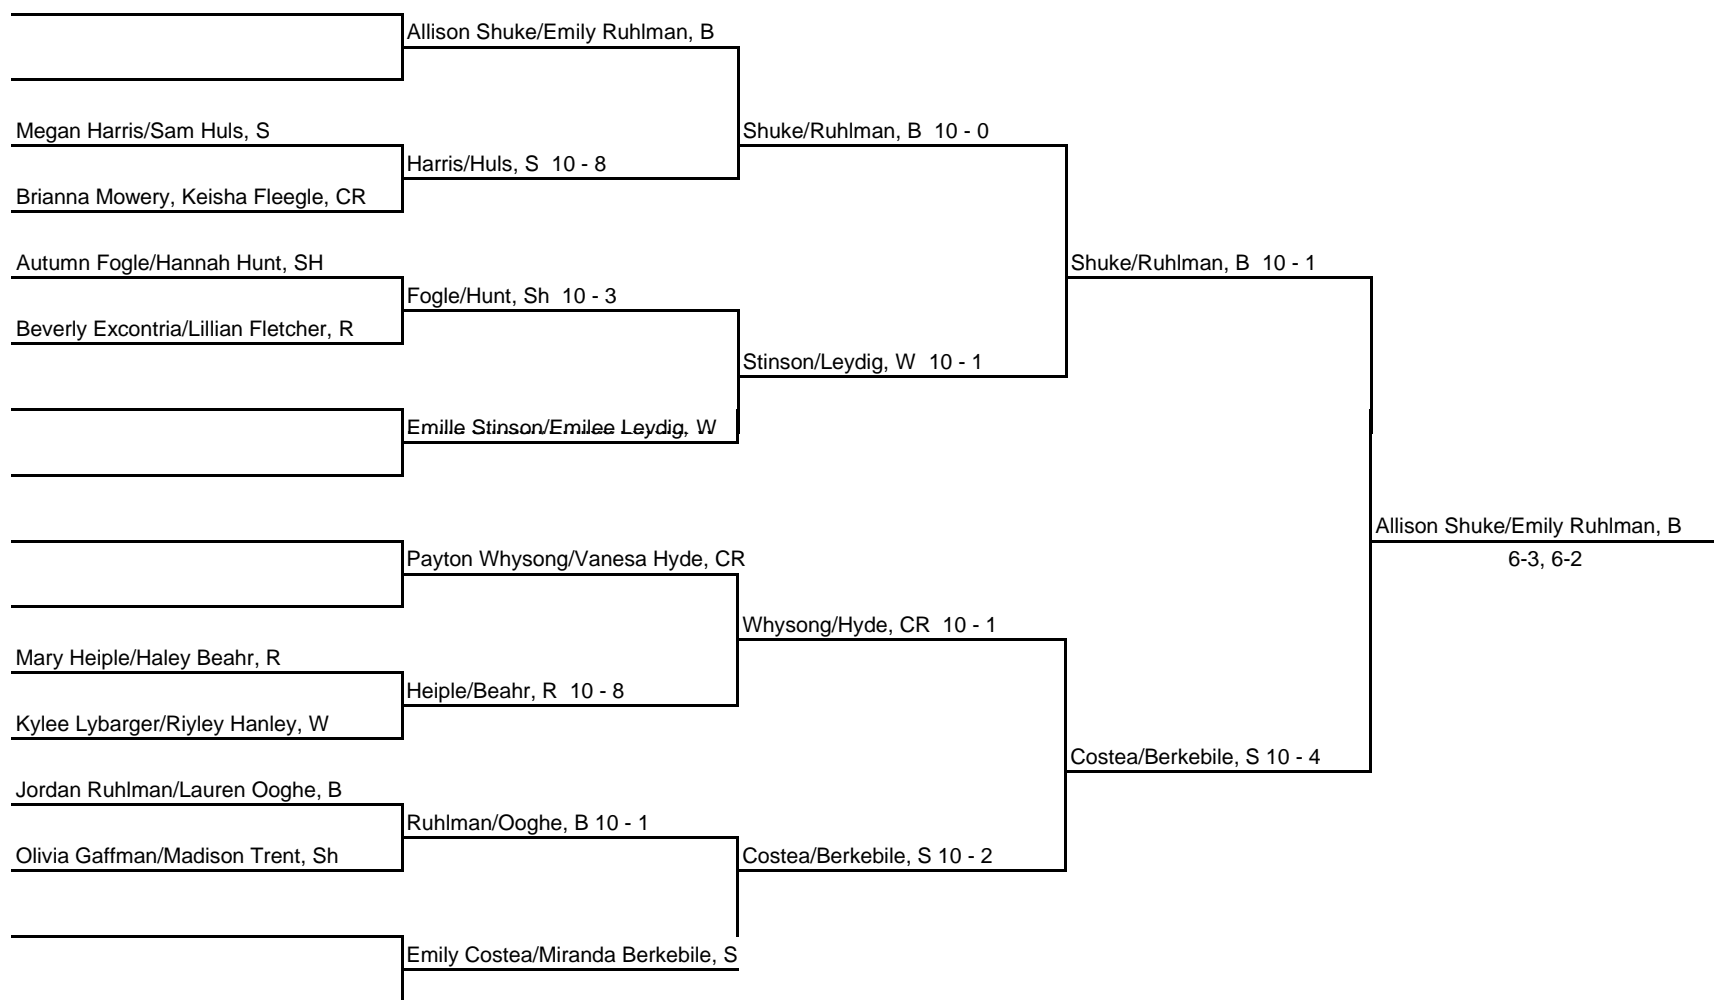 Allison Shuke/Emily Ruhlman, B
Megan Harris/Sam Huls, S
Shuke/Ruhlman, B  10 - 0
Harris/Huls, S  10 - 8
Brianna Mowery, Keisha Fleegle, CR
Autumn Fogle/Hannah Hunt, SH
Shuke/Ruhlman, B  10 - 1
Fogle/Hunt, Sh  10 - 3
Beverly Excontria/Lillian Fletcher, R
Stinson/Leydig, W  10 - 1
Emille Stinson/Emilee Leydig, W
Allison Shuke/Emily Ruhlman, B
Payton Whysong/Vanesa Hyde, CR
6-3, 6-2
Whysong/Hyde, CR  10 - 1
Mary Heiple/Haley Beahr, R
Heiple/Beahr, R  10 - 8
Kylee Lybarger/Riyley Hanley, W
Costea/Berkebile, S 10 - 4
Jordan Ruhlman/Lauren Ooghe, B
Ruhlman/Ooghe, B 10 - 1
Olivia Gaffman/Madison Trent, Sh
Costea/Berkebile, S 10 - 2
Emily Costea/Miranda Berkebile, S